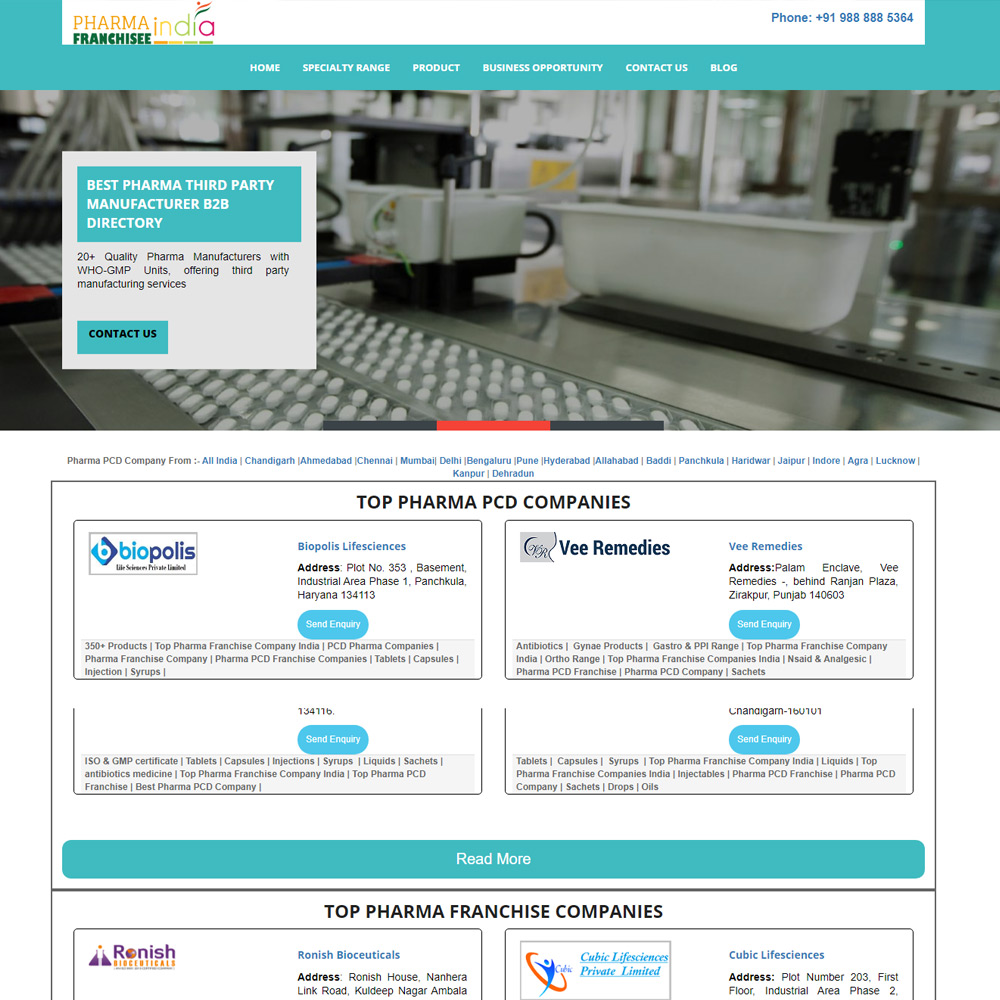 PHARMA india
FRANCHISEE
Phone: +91 988 888 5364
HOME SPECIALTY RANGE PRODUCT BUSINESS OPPORTUNITY CONTACT US BLOG
BEST PHARMA THIRD PARTY
MANUFACTURER B2B
DIRECTORY
20+ Quality Pharma Manufacturers with
WHO-GMP Units, offering third party
manufacturing services
CONTACT US
Pharma PCD Company From :- All India | Chandigarh |Ahmedabad |Chennai | Mumbai| Delhi |Bengaluru |Pune |Hyderabad |Allahabad | Baddi | Panchkula | Haridwar | Jaipur | Indore | Agra | Lucknow |
Kanpur | Dehradun
TOP PHARMA PCD COMPANIES
biopolis
Life Sciences Private Limited
Biopolis Lifesciences
Address: Plot No. 353 , Basement,
Industrial Area Phase 1, Panchkula,
Haryana 134113
Send Enquiry
350+ Products | Top Pharma Franchise Company India | PCD Pharma Companies |
Pharma Franchise Company | Pharma PCD Franchise Companies | Tablets | Capsules |
Injection | Syrups |
VR Vee Remedies
Vee Remedies
Address:Palam Enclave, Vee
Remedies -, behind Ranjan Plaza,
Zirakpur, Punjab 140603
Send Enquiry
Antibiotics | Gynae Products | Gastro & PPI Range | Top Pharma Franchise Company
India | Ortho Range | Top Pharma Franchise Companies India | Nsaid & Analgesic |
Pharma PCD Franchise | Pharma PCD Company | Sachets
134116.
Send Enquiry
ISO & GMP certificate | Tablets | Capsules | Injections | Syrups | Liquids | Sachets |
antibiotics medicine | Top Pharma Franchise Company India | Top Pharma PCD
Franchise | Best Pharma PCD Company |
Chandigarh-160101
Send Enquiry
Tablets | Capsules | Syrups | Top Pharma Franchise Company India | Liquids | Top
Pharma Franchise Companies India | Injectables | Pharma PCD Franchise | Pharma PCD
Company | Sachets | Drops | Oils
Read More
TOP PHARMA FRANCHISE COMPANIES
Ronish
BIOCEUTICALS
Ronish Bioceuticals
Address: Ronish House, Nanhera
Link Road, Kuldeep Nagar Ambala
Cubic
Cubic Lifesciences
Private Limited
Cubic Lifesciences
Address: Plot Number 203, First
Floor, Industrial Area Phase 2,